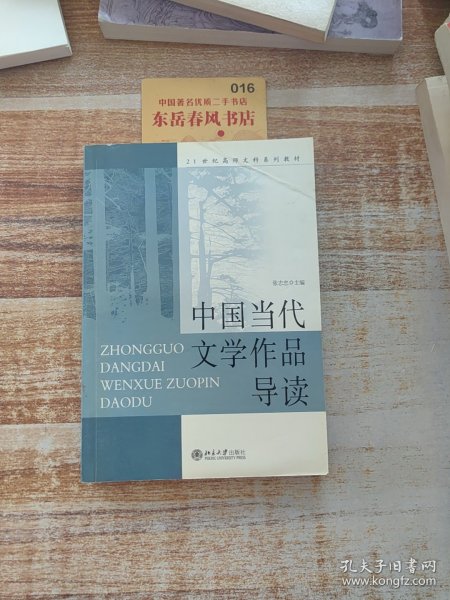 016
中国著名优质二手书店
东岳春风书店
21世纪高师文科系列教材
张志忠◎主编
中国当代
文学作品
导读
ZHONGGUO
DANGDAI
WENXUE ZUOPIN
DAODU
北京大学出版社
PEKING UNIVERSITY PRESS
孔夫子旧书网
www.kongfz.com